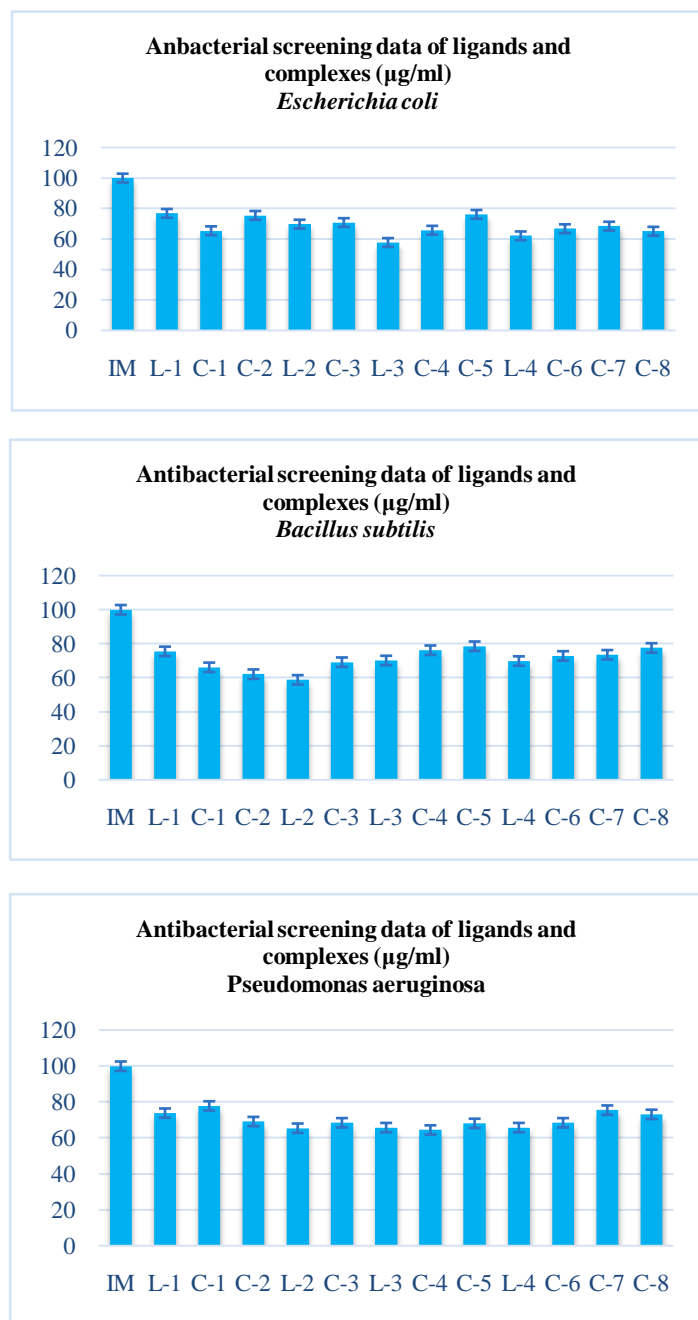 Anbacterial screening data of ligands and
complexes (µg/ml)
Escherichia coli
120
100
80
60
40
20
0
IM L-1 C-1 C-2 L-2 C-3 L-3 C-4 C-5 L-4 C-6 C-7 C-8
Antibacterial screening data of ligands and
complexes (µg/ml)
Bacillus subtilis
120
100
80
60
40
20
0
IM L-1 C-1 C-2 L-2 C-3 L-3 C-4 C-5 L-4 C-6 C-7 C-8
Antibacterial screening data of ligands and
complexes (µg/ml)
Pseudomonas aeruginosa
120
100
80
60
40
20
0
IM L-1 C-1 C-2 L-2 C-3 L-3 C-4 C-5 L-4 C-6 C-7 C-8